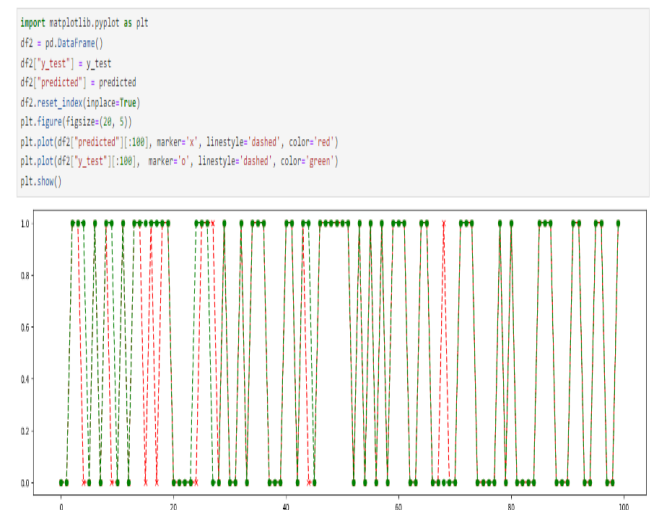 import matplotlib.pyplot as plt
df2 = pd.DataFrame()
df2["y_test"] = y_test
df2["predicted"] = predicted
df2.reset_index(inplace=True)
plt.figure(figsize=(20, 5))
plt.plot(df2["predicted"][:100], marker='x', linestyle='dashed', color='red')
plt.plot(df2["y_test"][:100],  marker='o', linestyle='dashed', color='green')
plt.show()
1.0
0.8
0.6
0.4
0.2
0.0
0 20 40 60 80 100